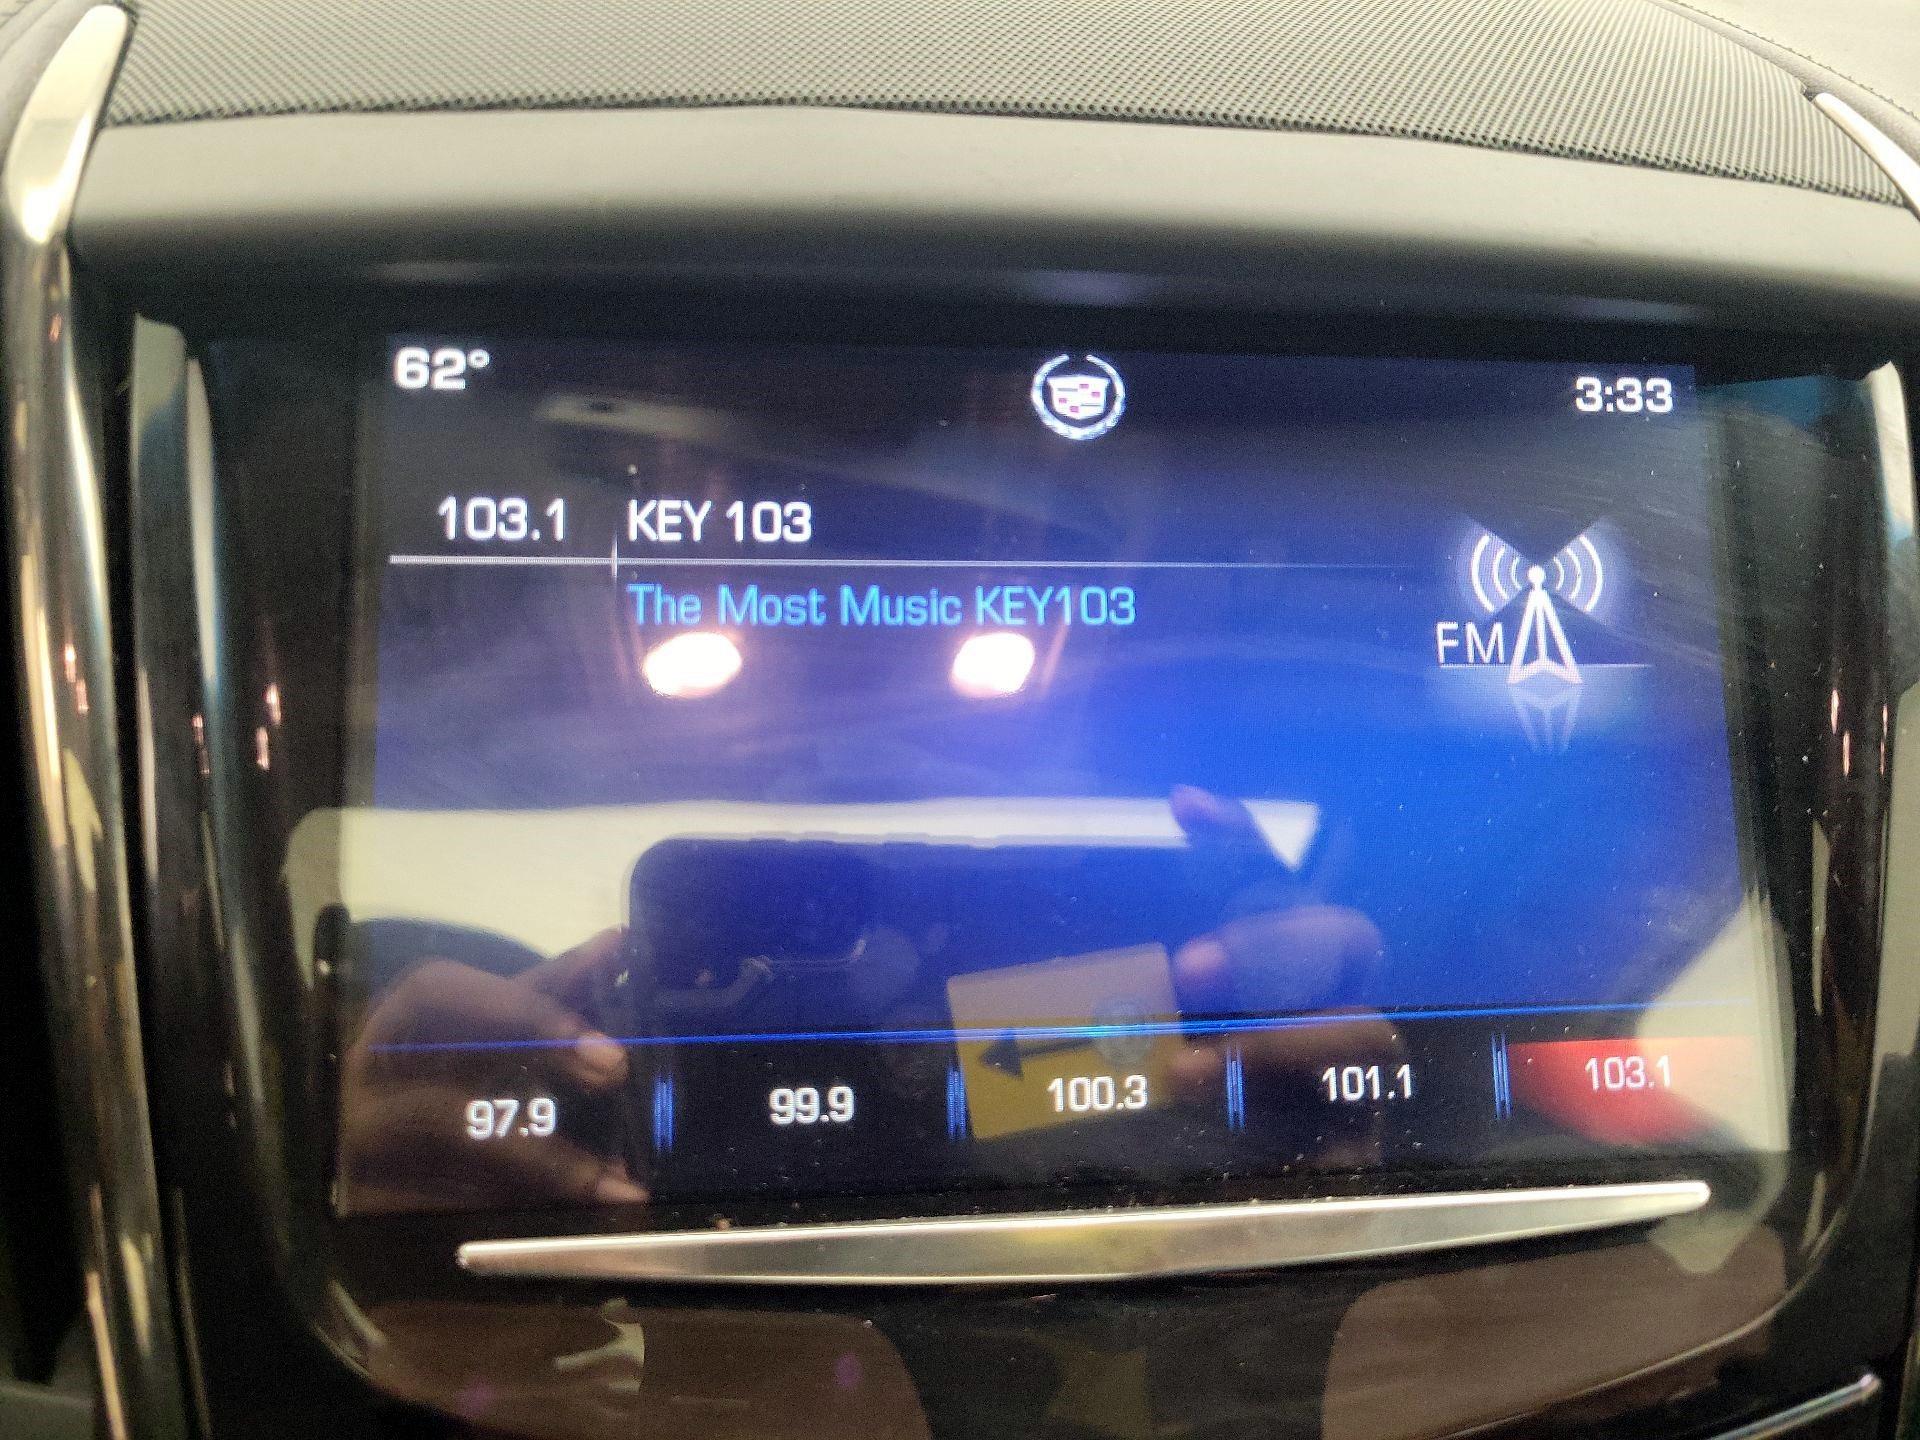 62°
3:33
103.1 KEY 103
The Most Music KEY103
FM
97.9 99.9 100.3 101.1 103.1